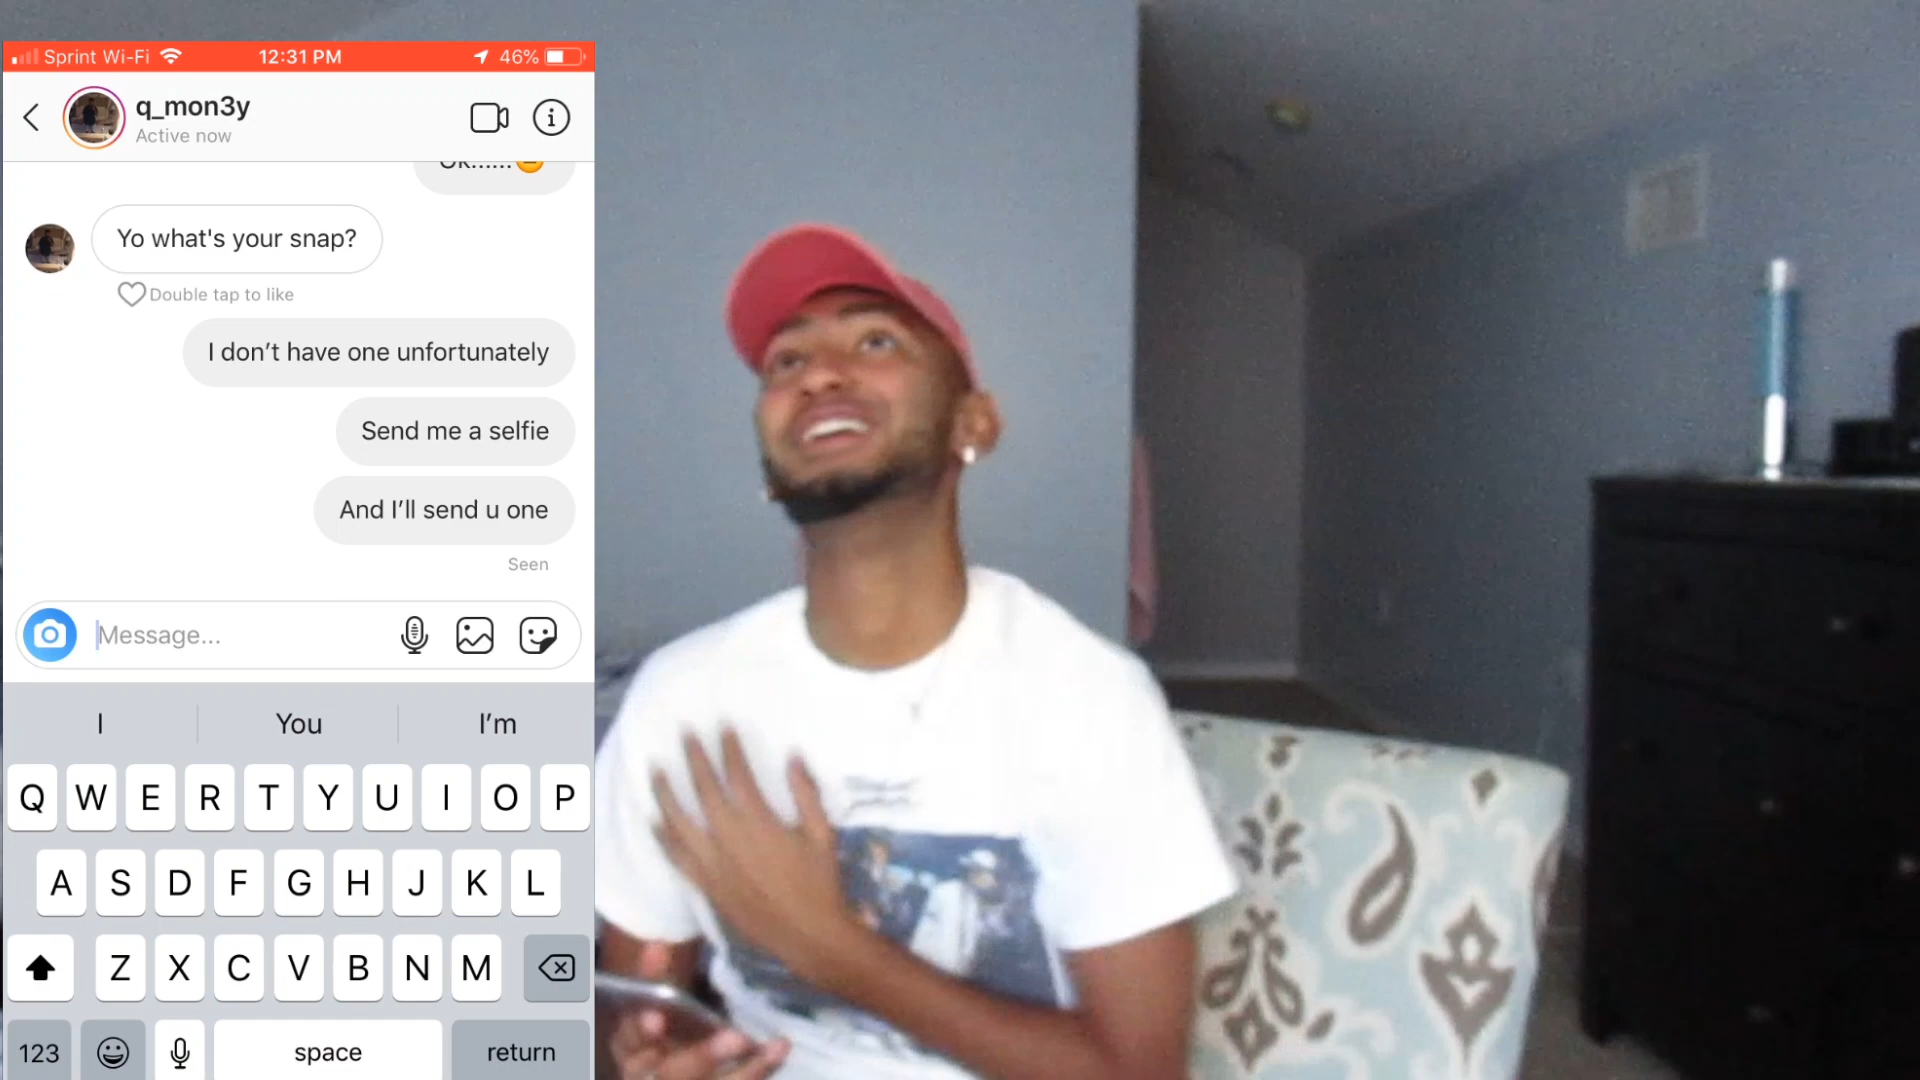 Sprint Wi-Fi 12:31 PM 46%
q_mon3y
Active now
Yo what's your snap?
Double tap to like
I don't have one unfortunately
Send me a selfie
And I'll send u one
Seen
Message...
I You I'm
Q W E R T Y U I O P
A S D F G H J K L
Z X C V B N M
123 space return